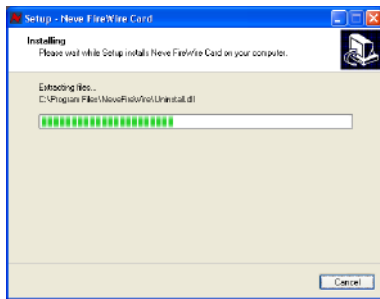 Setup - Neve FireWire Card
Installing
Please wait while Setup installs Neve FireWire Card on your computer.
Extracting files...
C:\Program Files\NeveFireWire\Uninstall.dll
Cancel